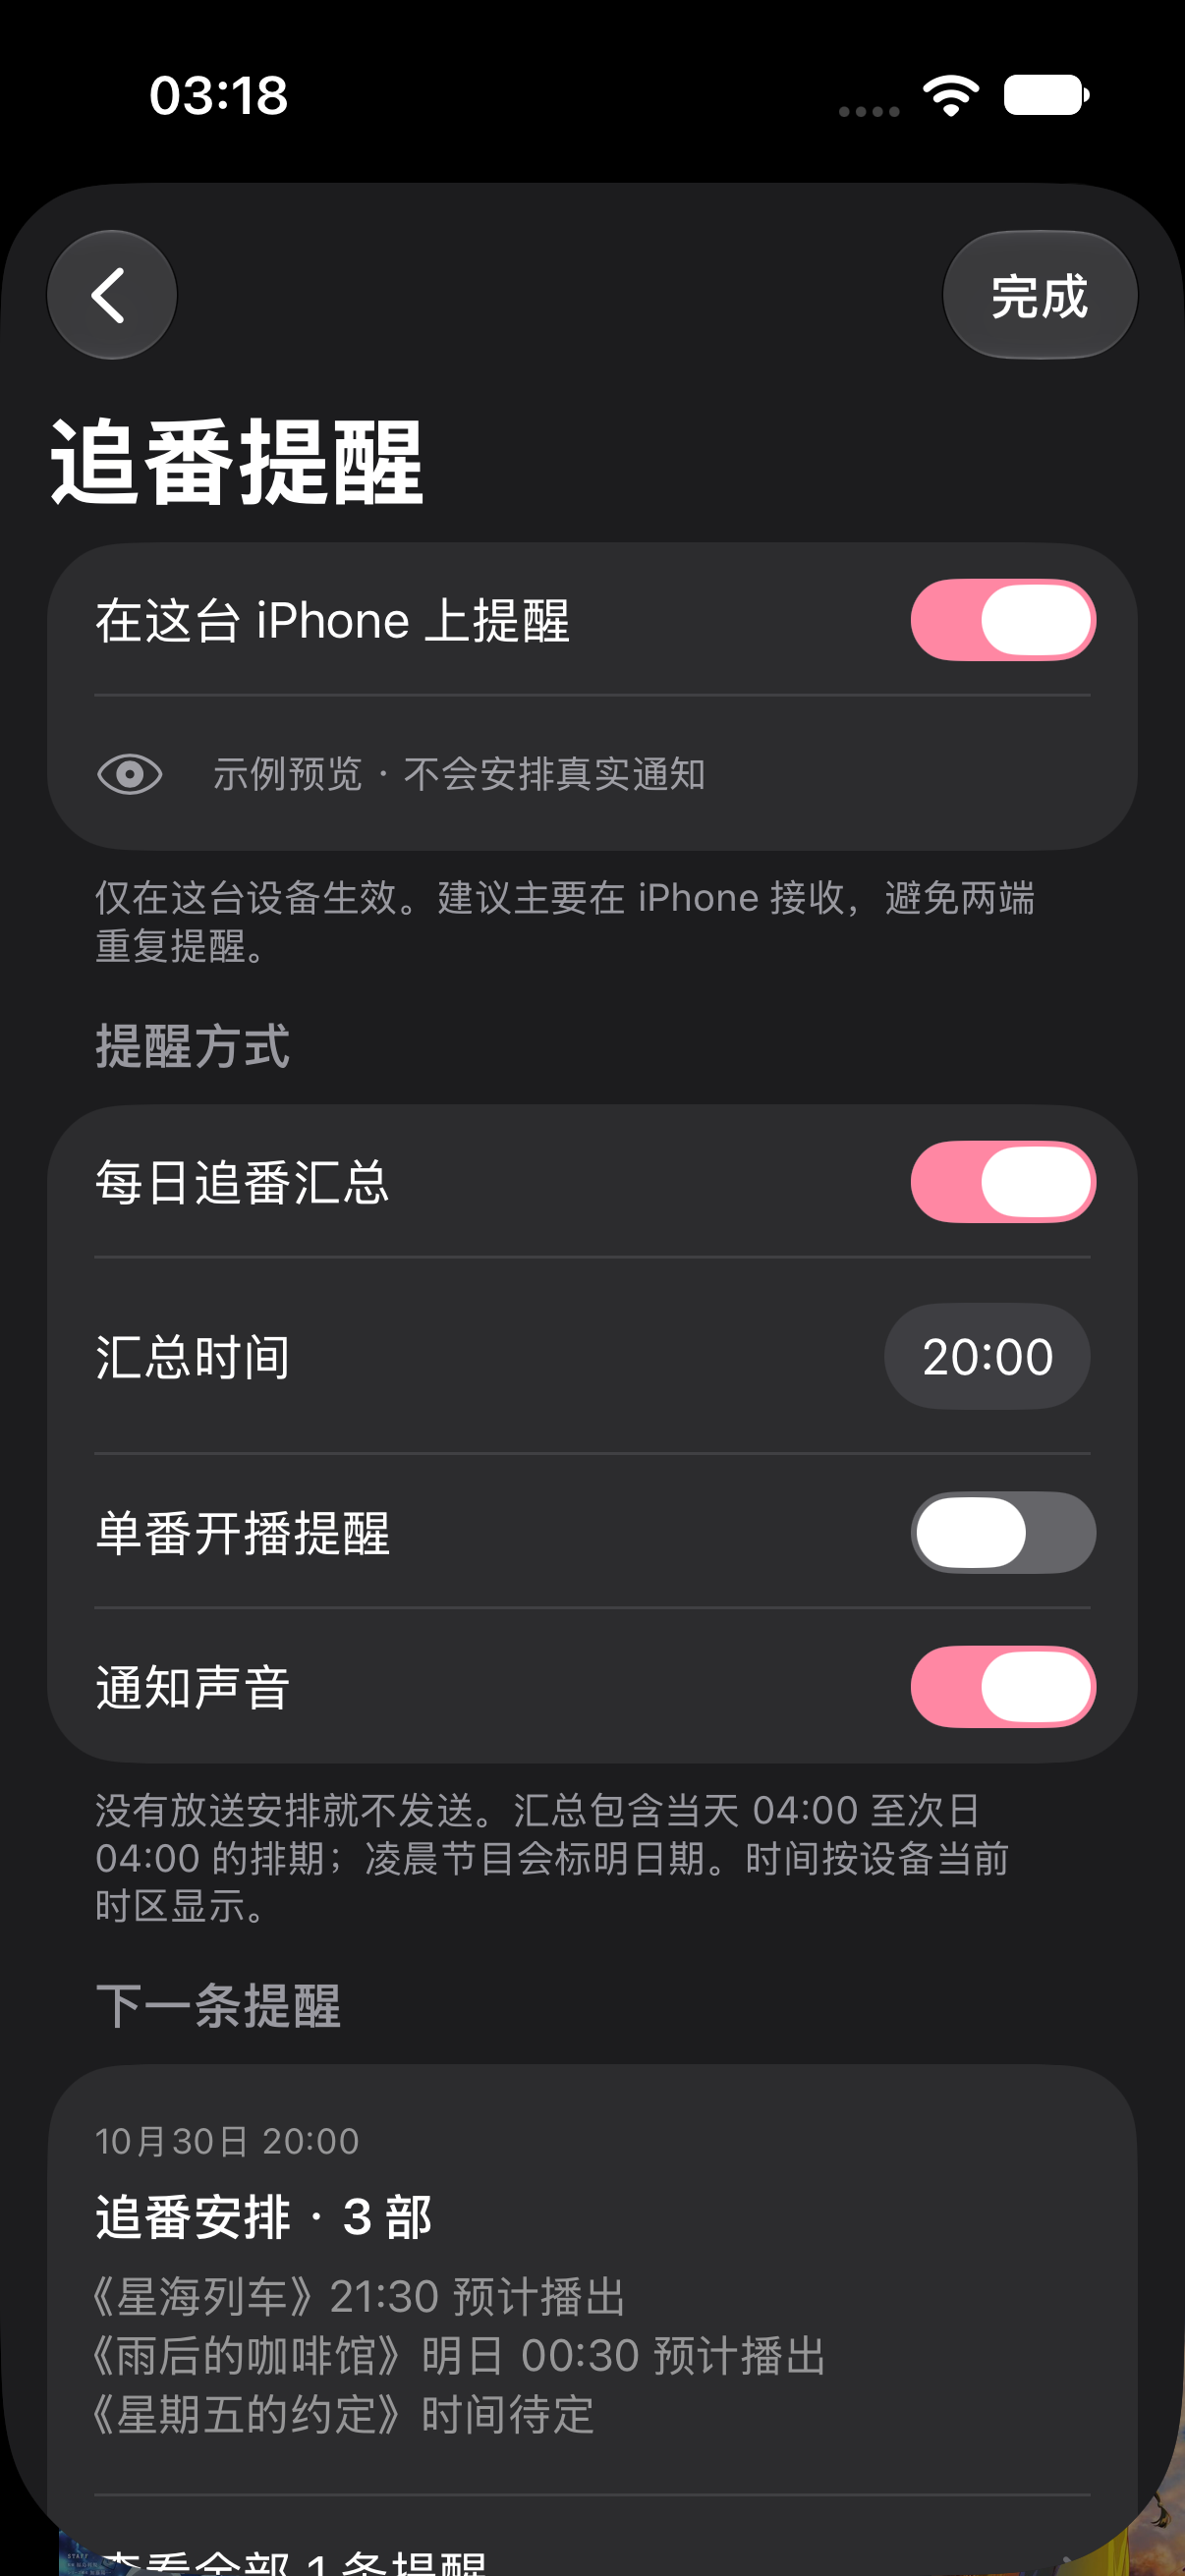 03:18
完成
追番提醒
在这台 iPhone 上提醒
示例预览 · 不会安排真实通知
仅在这台设备生效。建议主要在 iPhone 接收，避免两端
重复提醒。
提醒方式
每日追番汇总
汇总时间
20:00
单番开播提醒
通知声音
没有放送安排就不发送。汇总包含当天 04:00 至次日
04:00 的排期；凌晨节目会标明日期。时间按设备当前
时区显示。
下一条提醒
10月30日 20:00
追番安排 · 3 部
《星海列车》21:30 预计播出
《雨后的咖啡馆》明日 00:30 预计播出
《星期五的约定》时间待定
查看全部 1 条提醒